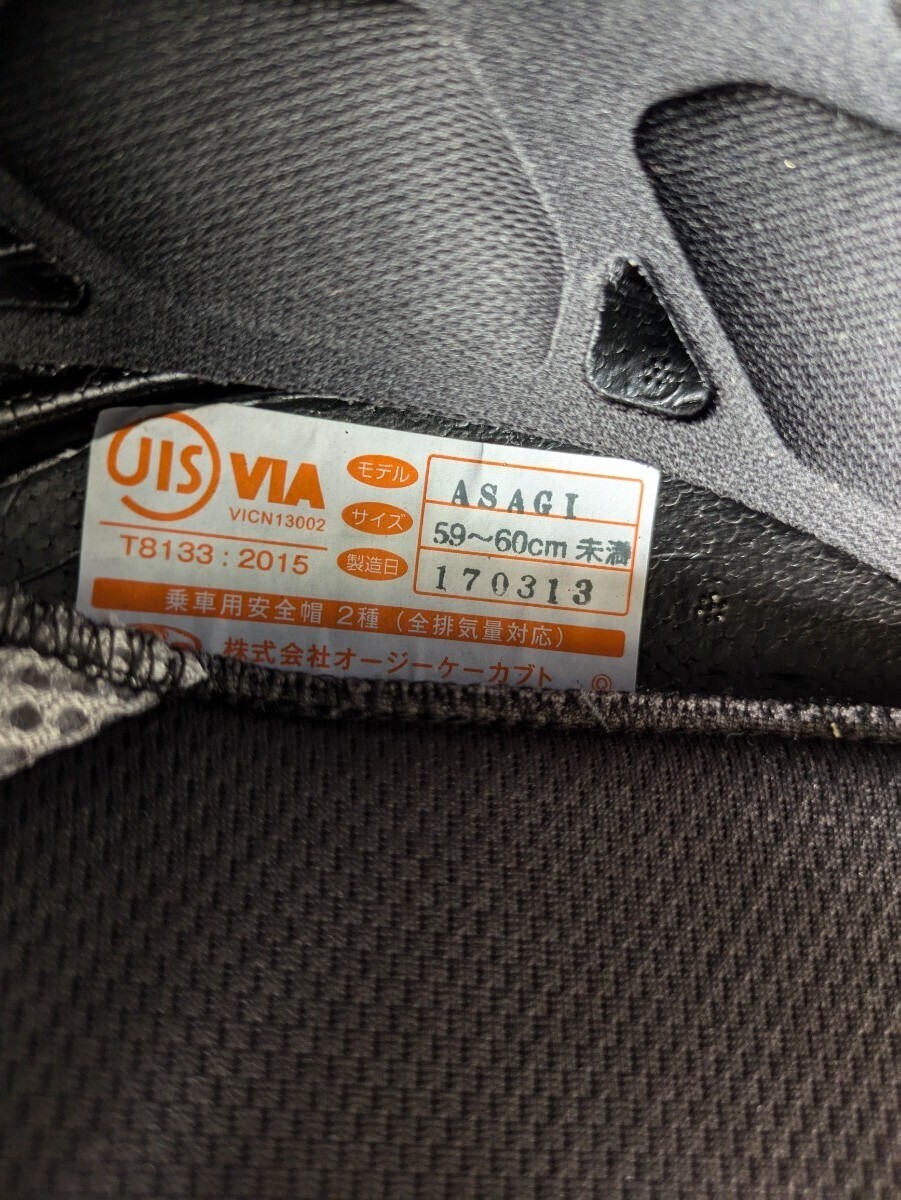 JIS VIA
VICN13002
T8133 : 2015
モデル ASAGI
サイズ 59～60cm 未満
製造日 170313
乗車用安全帽 2種 (全排気量対応)
株式会社オージーケーカブト